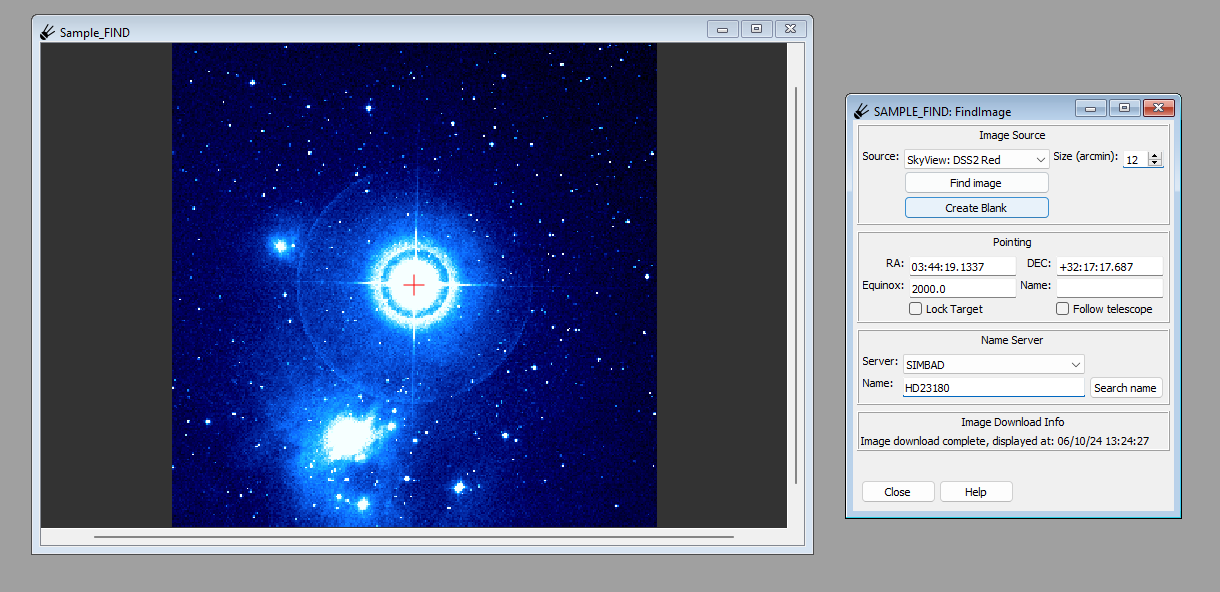 Sample_FIND
SAMPLE_FIND: FindImage
Image Source
Source: SkyView: DSS2 Red Size (arcmin): 12
Find image
Create Blank
Pointing
RA: 03:44:19.1337 DEC: +32:17:17.687
Equinox: 2000.0 Name:
Lock Target Follow telescope
Name Server
Server: SIMBAD
Name: HD23180 Search name
Image Download Info
Image download complete, displayed at: 06/10/24 13:24:27
Close Help